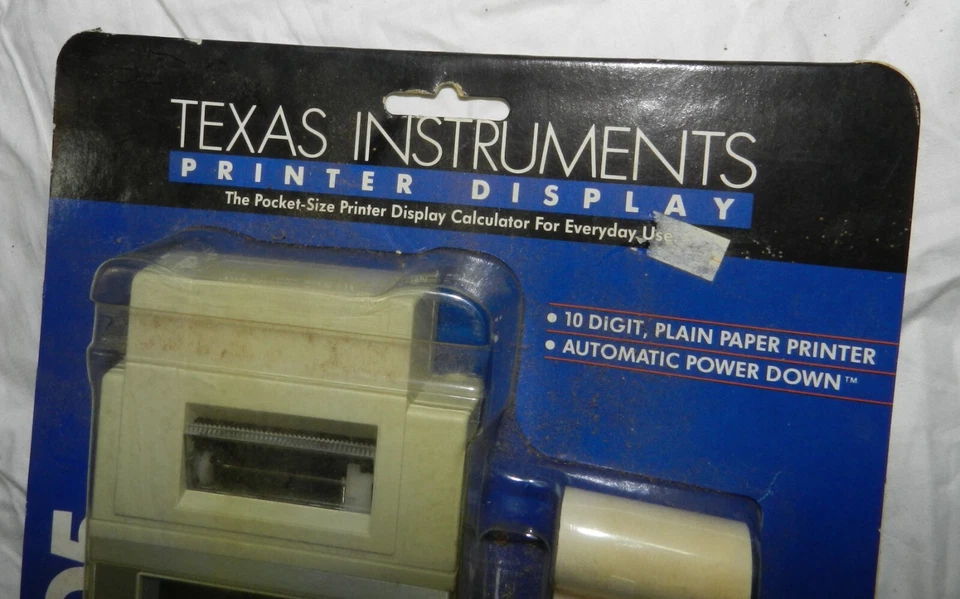 TEXAS INSTRUMENTS
PRINTER DISPLAY
The Pocket-Size Printer Display Calculator For Everyday Use
• 10 DiGIT, PLAIN PAPER PRINTER
• AUTOMATIC POWER DOWN™